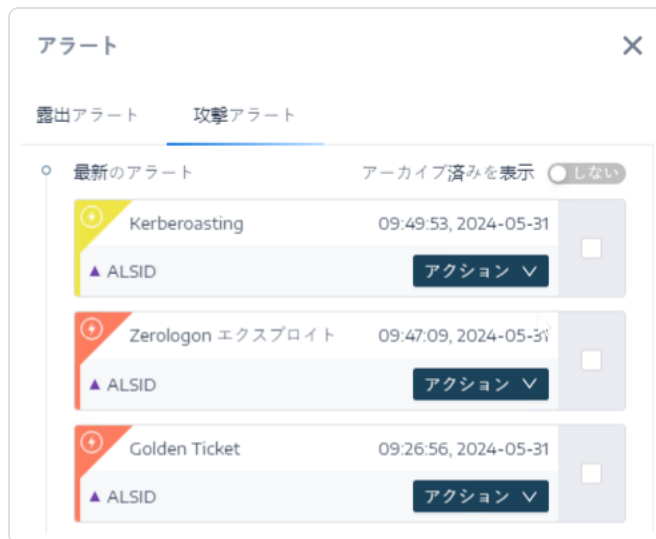 アラート
露出アラート 攻撃アラート
最新のアラート アーカイブ済みを表示 しない
Kerberoasting 09:49:53, 2024-05-31
ALSID アクション
Zerologon エクスプロイト 09:47:09, 2024-05-31
ALSID アクション
Golden Ticket 09:26:56, 2024-05-31
ALSID アクション